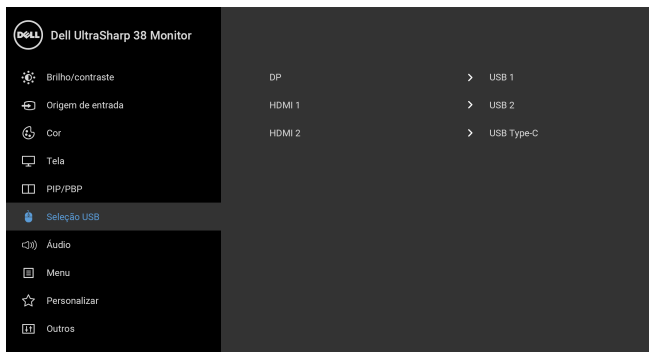 DELL Dell UltraSharp 38 Monitor
Brilho/contraste DP USB 1
Origem de entrada HDMI 1 USB 2
Cor HDMI 2 USB Type-C
Tela
PIP/PBP
Seleção USB
Áudio
Menu
Personalizar
Outros